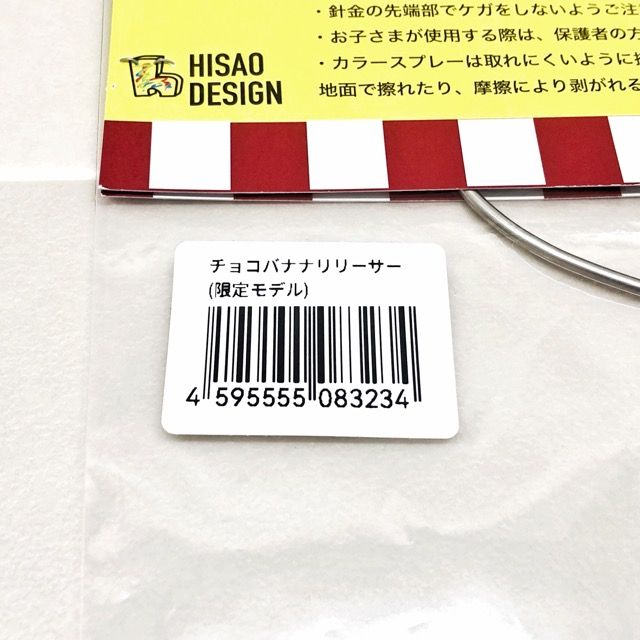 ・針金の先端部でケガをしないようご注
・お子さまが使用する際は、保護者の方
・カラースプレーは取れにくいように
地面で擦れたり、摩擦により剥がれる
HISAO
DESIGN
チョコバナナリリーサー
(限定モデル)
4 595555 083234